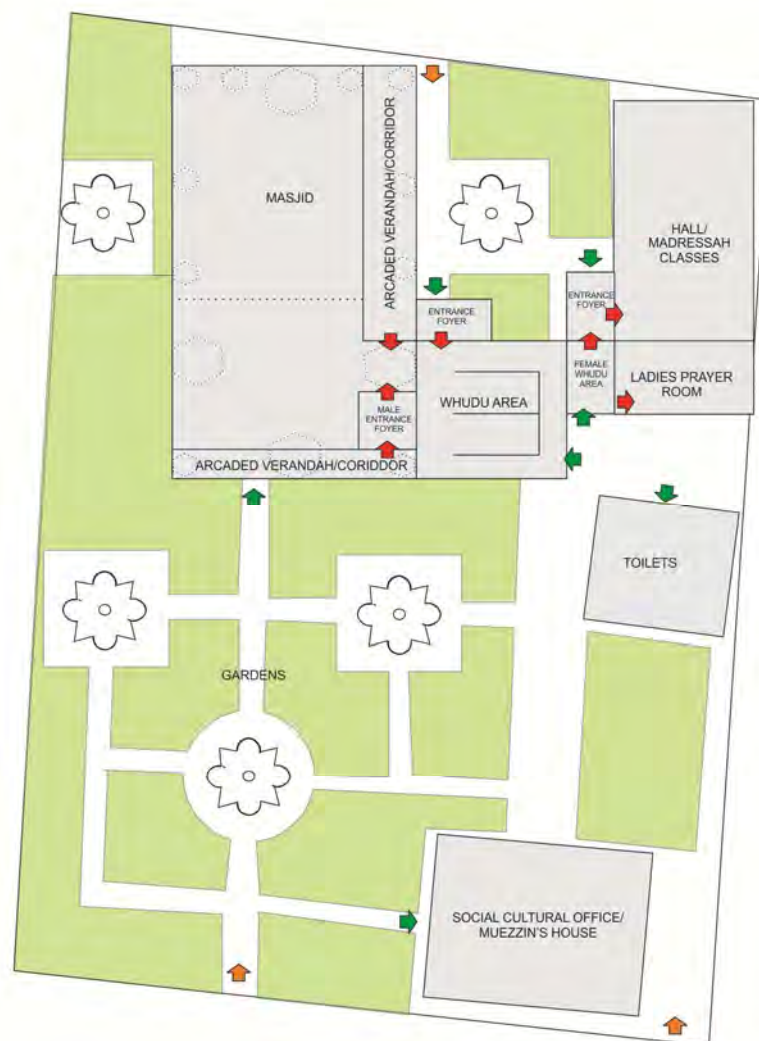 MASJID
ARCADED VERANDAH/CORRIDOR
HALL/
MADRESSAH
CLASSES
ENTRANCE
FOYER
ENTRANCE
FOYER
MALE
ENTRANCE
FOYER
WHUDU AREA
FEMALE
WHUDU
AREA
LADIES PRAYER
ROOM
ARCADED VERANDAH/CORIDDOR
TOILETS
GARDENS
SOCIAL CULTURAL OFFICE/
MUEZZIN'S HOUSE